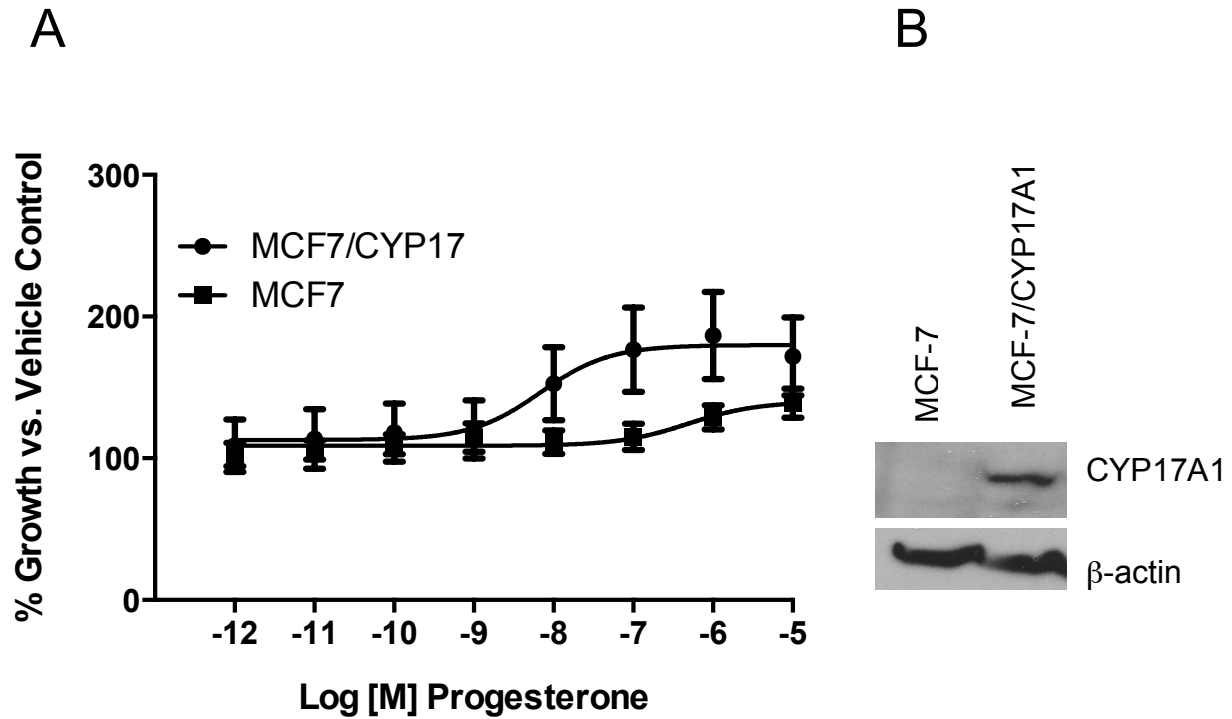 A
B
% Growth vs. Vehicle Control
300
200
100
0
MCF7/CYP17
MCF7
-12 -11 -10 -9 -8 -7 -6 -5
Log [M] Progesterone
MCF-7
MCF-7/CYP17A1
CYP17A1
β-actin